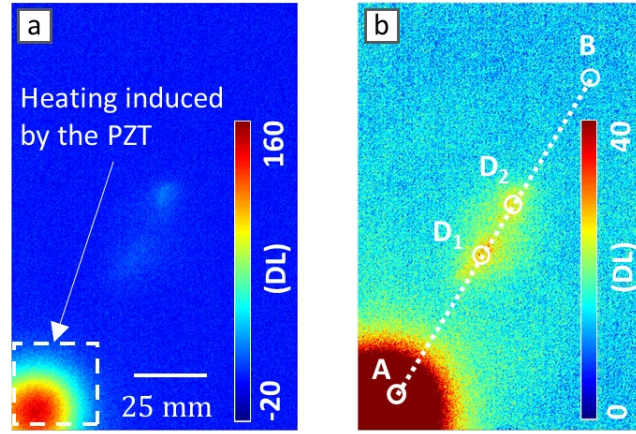 a
Heating induced
by the PZT
160
(DL)
-20
25 mm
b
B
D₂
D₁
A
40
(DL)
0